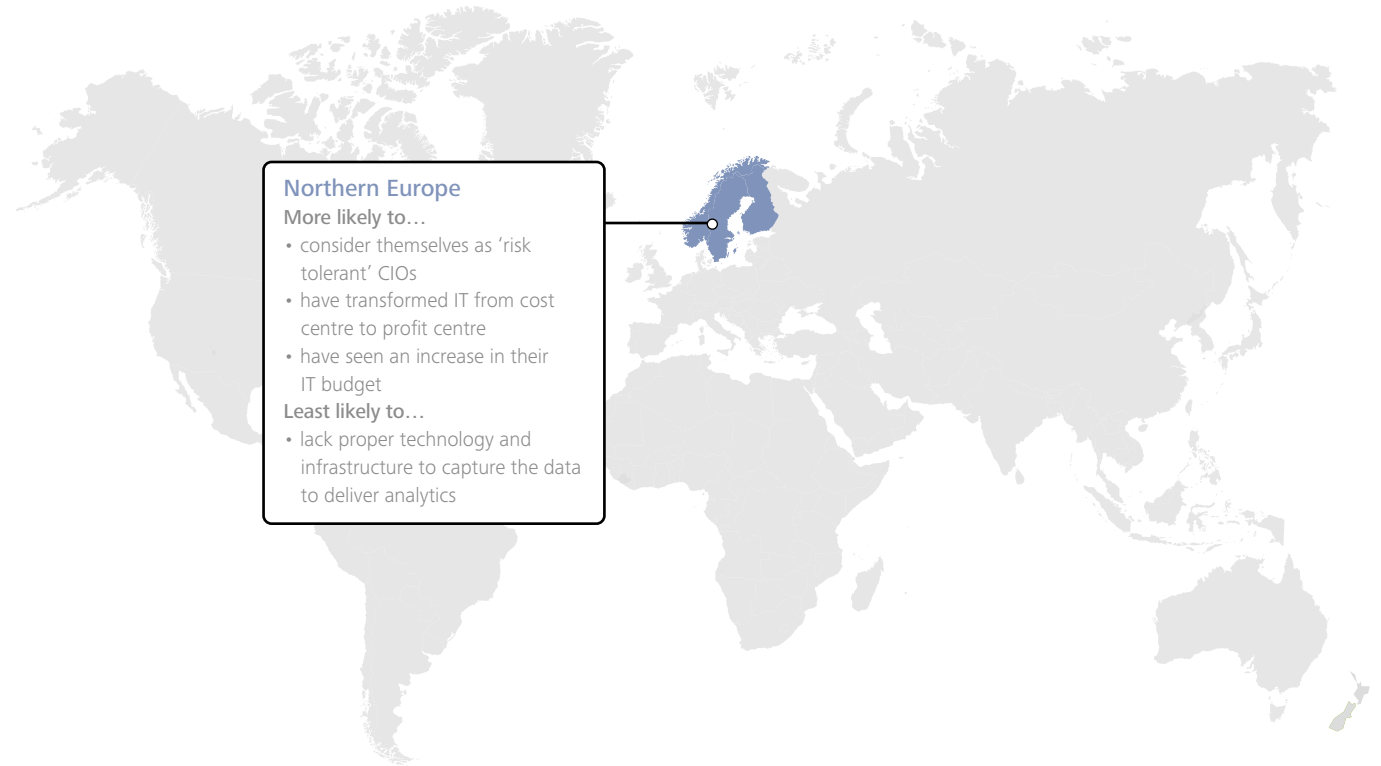 Northern Europe
More likely to…
• consider themselves as ‘risk
tolerant’ CIOs
• have transformed IT from cost
centre to profit centre
• have seen an increase in their
IT budget
Least likely to…
• lack proper technology and
infrastructure to capture the data
to deliver analytics